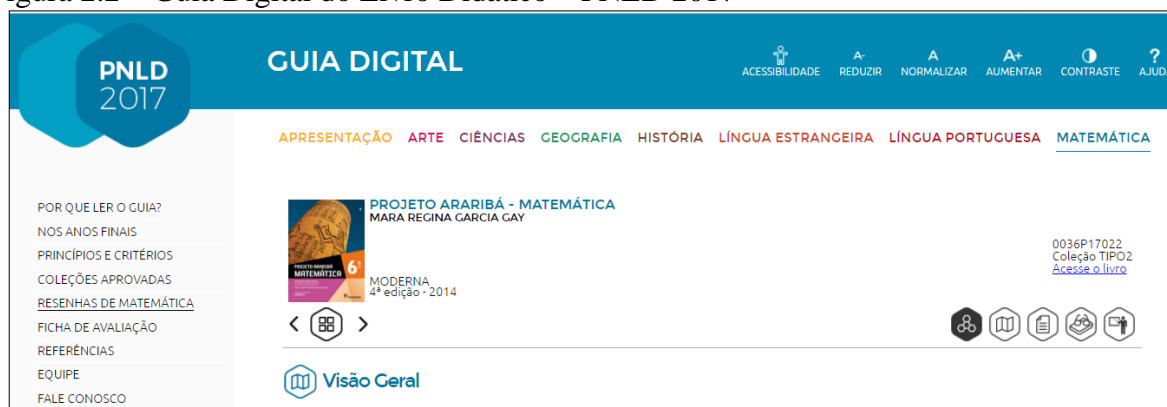 PNLD
2017
GUIA DIGITAL
ACESSIBILIDADE
A-
REDUZIR
A
NORMALIZAR
A+
AUMENTAR
CONTRASTE
?
APRESENTAÇÃO ARTE CIÊNCIAS GEOGRAFIA HISTÓRIA LÍNGUA ESTRANGEIRA LÍNGUA PORTUGUESA MATEMÁTICA
POR QUE LER O GUIA?
NOS ANOS FINAIS
PRINCÍPIOS E CRITÉRIOS
COLEÇÕES APROVADAS
RESENHAS DE MATEMÁTICA
FICHA DE AVALIAÇÃO
REFERÊNCIAS
EQUIPE
FALE CONOSCO
PROJETO ARARIBÁ
MATEMÁTICA 6
PROJETO ARARIBÁ - MATEMÁTICA
MARA REGINA GARCIA GAY
MODERNA
4ª edição - 2014
0036P17022
Coleção TIPO2
Acesse o livro
Visão Geral